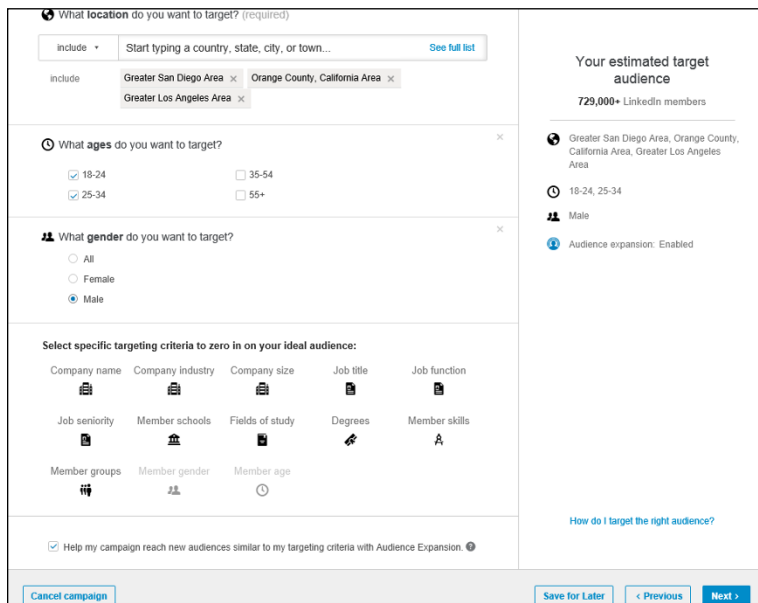 What location do you want to target? (required)
include
Start typing a country, state, city, or town...
See full list
include
Greater San Diego Area ×
Orange County, California Area ×
Greater Los Angeles Area ×
What ages do you want to target?
×
18-24
35-54
25-34
55+
What gender do you want to target?
×
All
Female
Male
Select specific targeting criteria to zero in on your ideal audience:
Company name
Company industry
Company size
Job title
Job function
Job seniority
Member schools
Fields of study
Degrees
Member skills
Member groups
Member gender
Member age
Help my campaign reach new audiences similar to my targeting criteria with Audience Expansion. ?
Your estimated target
audience
729,000+ LinkedIn members
Greater San Diego Area, Orange County,
California Area, Greater Los Angeles
Area
18-24, 25-34
Male
Audience expansion: Enabled
How do I target the right audience?
Cancel campaign
Save for Later
‹ Previous
Next ›